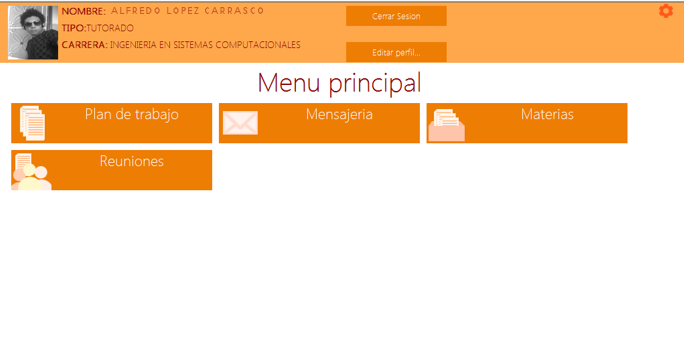 NOMBRE: ALFREDO LOPEZ CARRASCO
Cerrar Sesion
TIPO:TUTORADO
CARRERA: INGENIERIA EN SISTEMAS COMPUTACIONALES
Editar perfil...
Menu principal
Plan de trabajo
Mensajeria
Materias
Reuniones